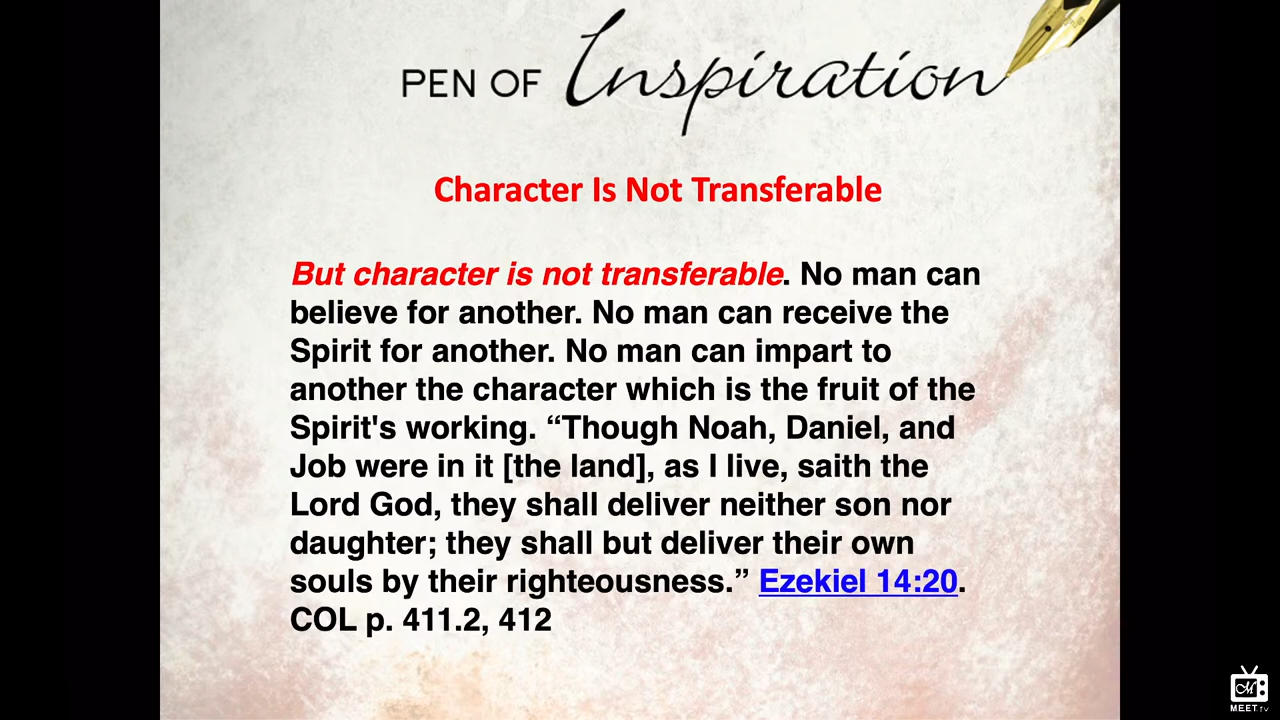 PEN OF Inspiration
Character Is Not Transferable
But character is not transferable. No man can
believe for another. No man can receive the
Spirit for another. No man can impart to
another the character which is the fruit of the
Spirit's working. “Though Noah, Daniel, and
Job were in it [the land], as I live, saith the
Lord God, they shall deliver neither son nor
daughter; they shall but deliver their own
souls by their righteousness.” Ezekiel 14:20.
COL p. 411.2, 412
M
MEET.TV